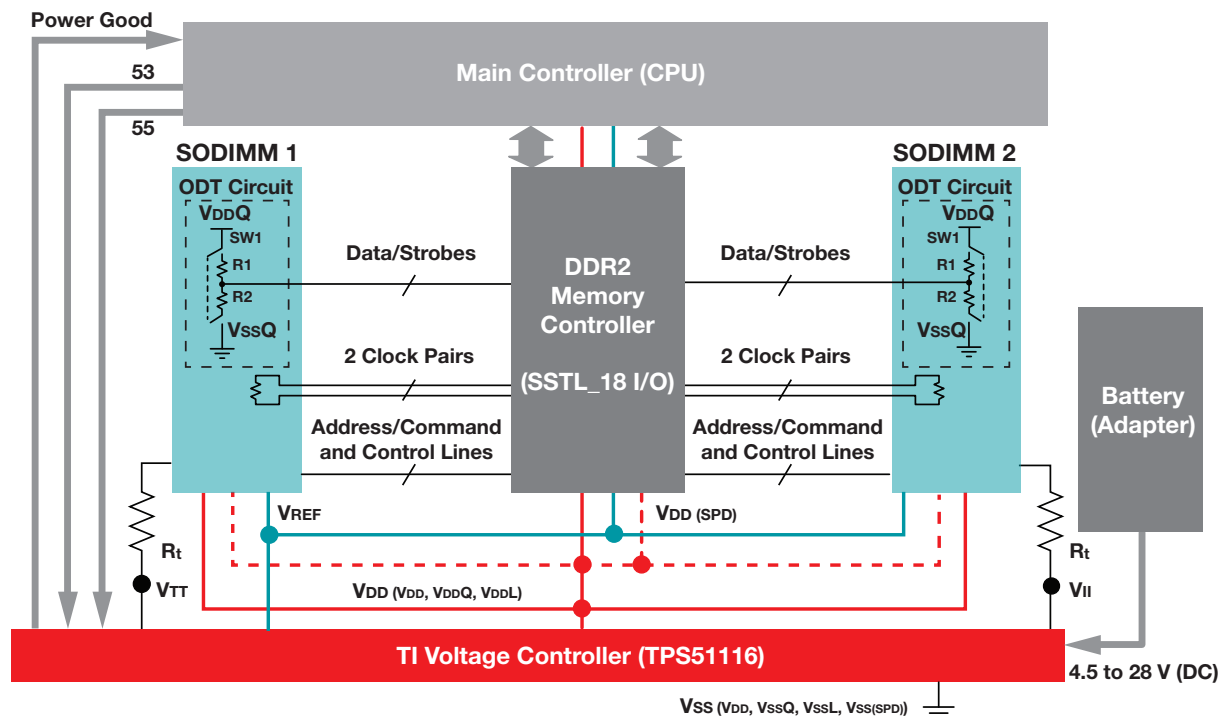 Power Good
53
55
Main Controller (CPU)
SODIMM 1
ODT Circuit
VDDQ
SW1
R1
R2
VSSQ
Data/Strobes
2 Clock Pairs
Address/Command
and Control Lines
DDR2
Memory
Controller
(SSTL_18 I/O)
Data/Strobes
2 Clock Pairs
Address/Command
and Control Lines
SODIMM 2
ODT Circuit
VDDQ
SW1
R1
R2
VSSQ
Battery
(Adapter)
VREF
VDD (SPD)
Rt
VTT
VDD (VDD, VDDQ, VDDL)
Rt
VII
TI Voltage Controller (TPS51116)
4.5 to 28 V (DC)
VSS (VDD, VSSQ, VSSL, VSS(SPD))